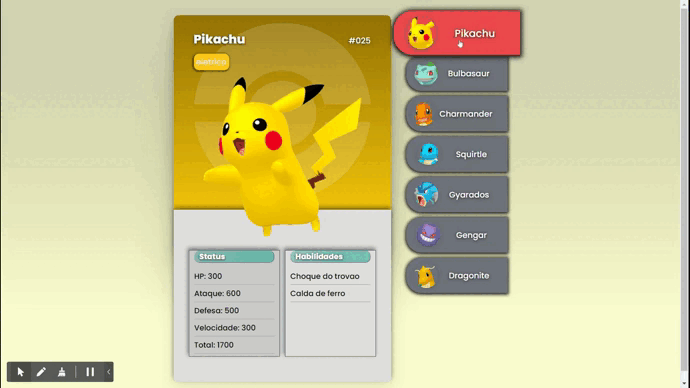 Pikachu
#025
eletrico
Status
HP: 300
Ataque: 600
Defesa: 500
Velocidade: 300
Total: 1700
Habilidades
Choque do trovao
Calda de ferro
Pikachu
Bulbasaur
Charmander
Squirtle
Gyarados
Gengar
Dragonite